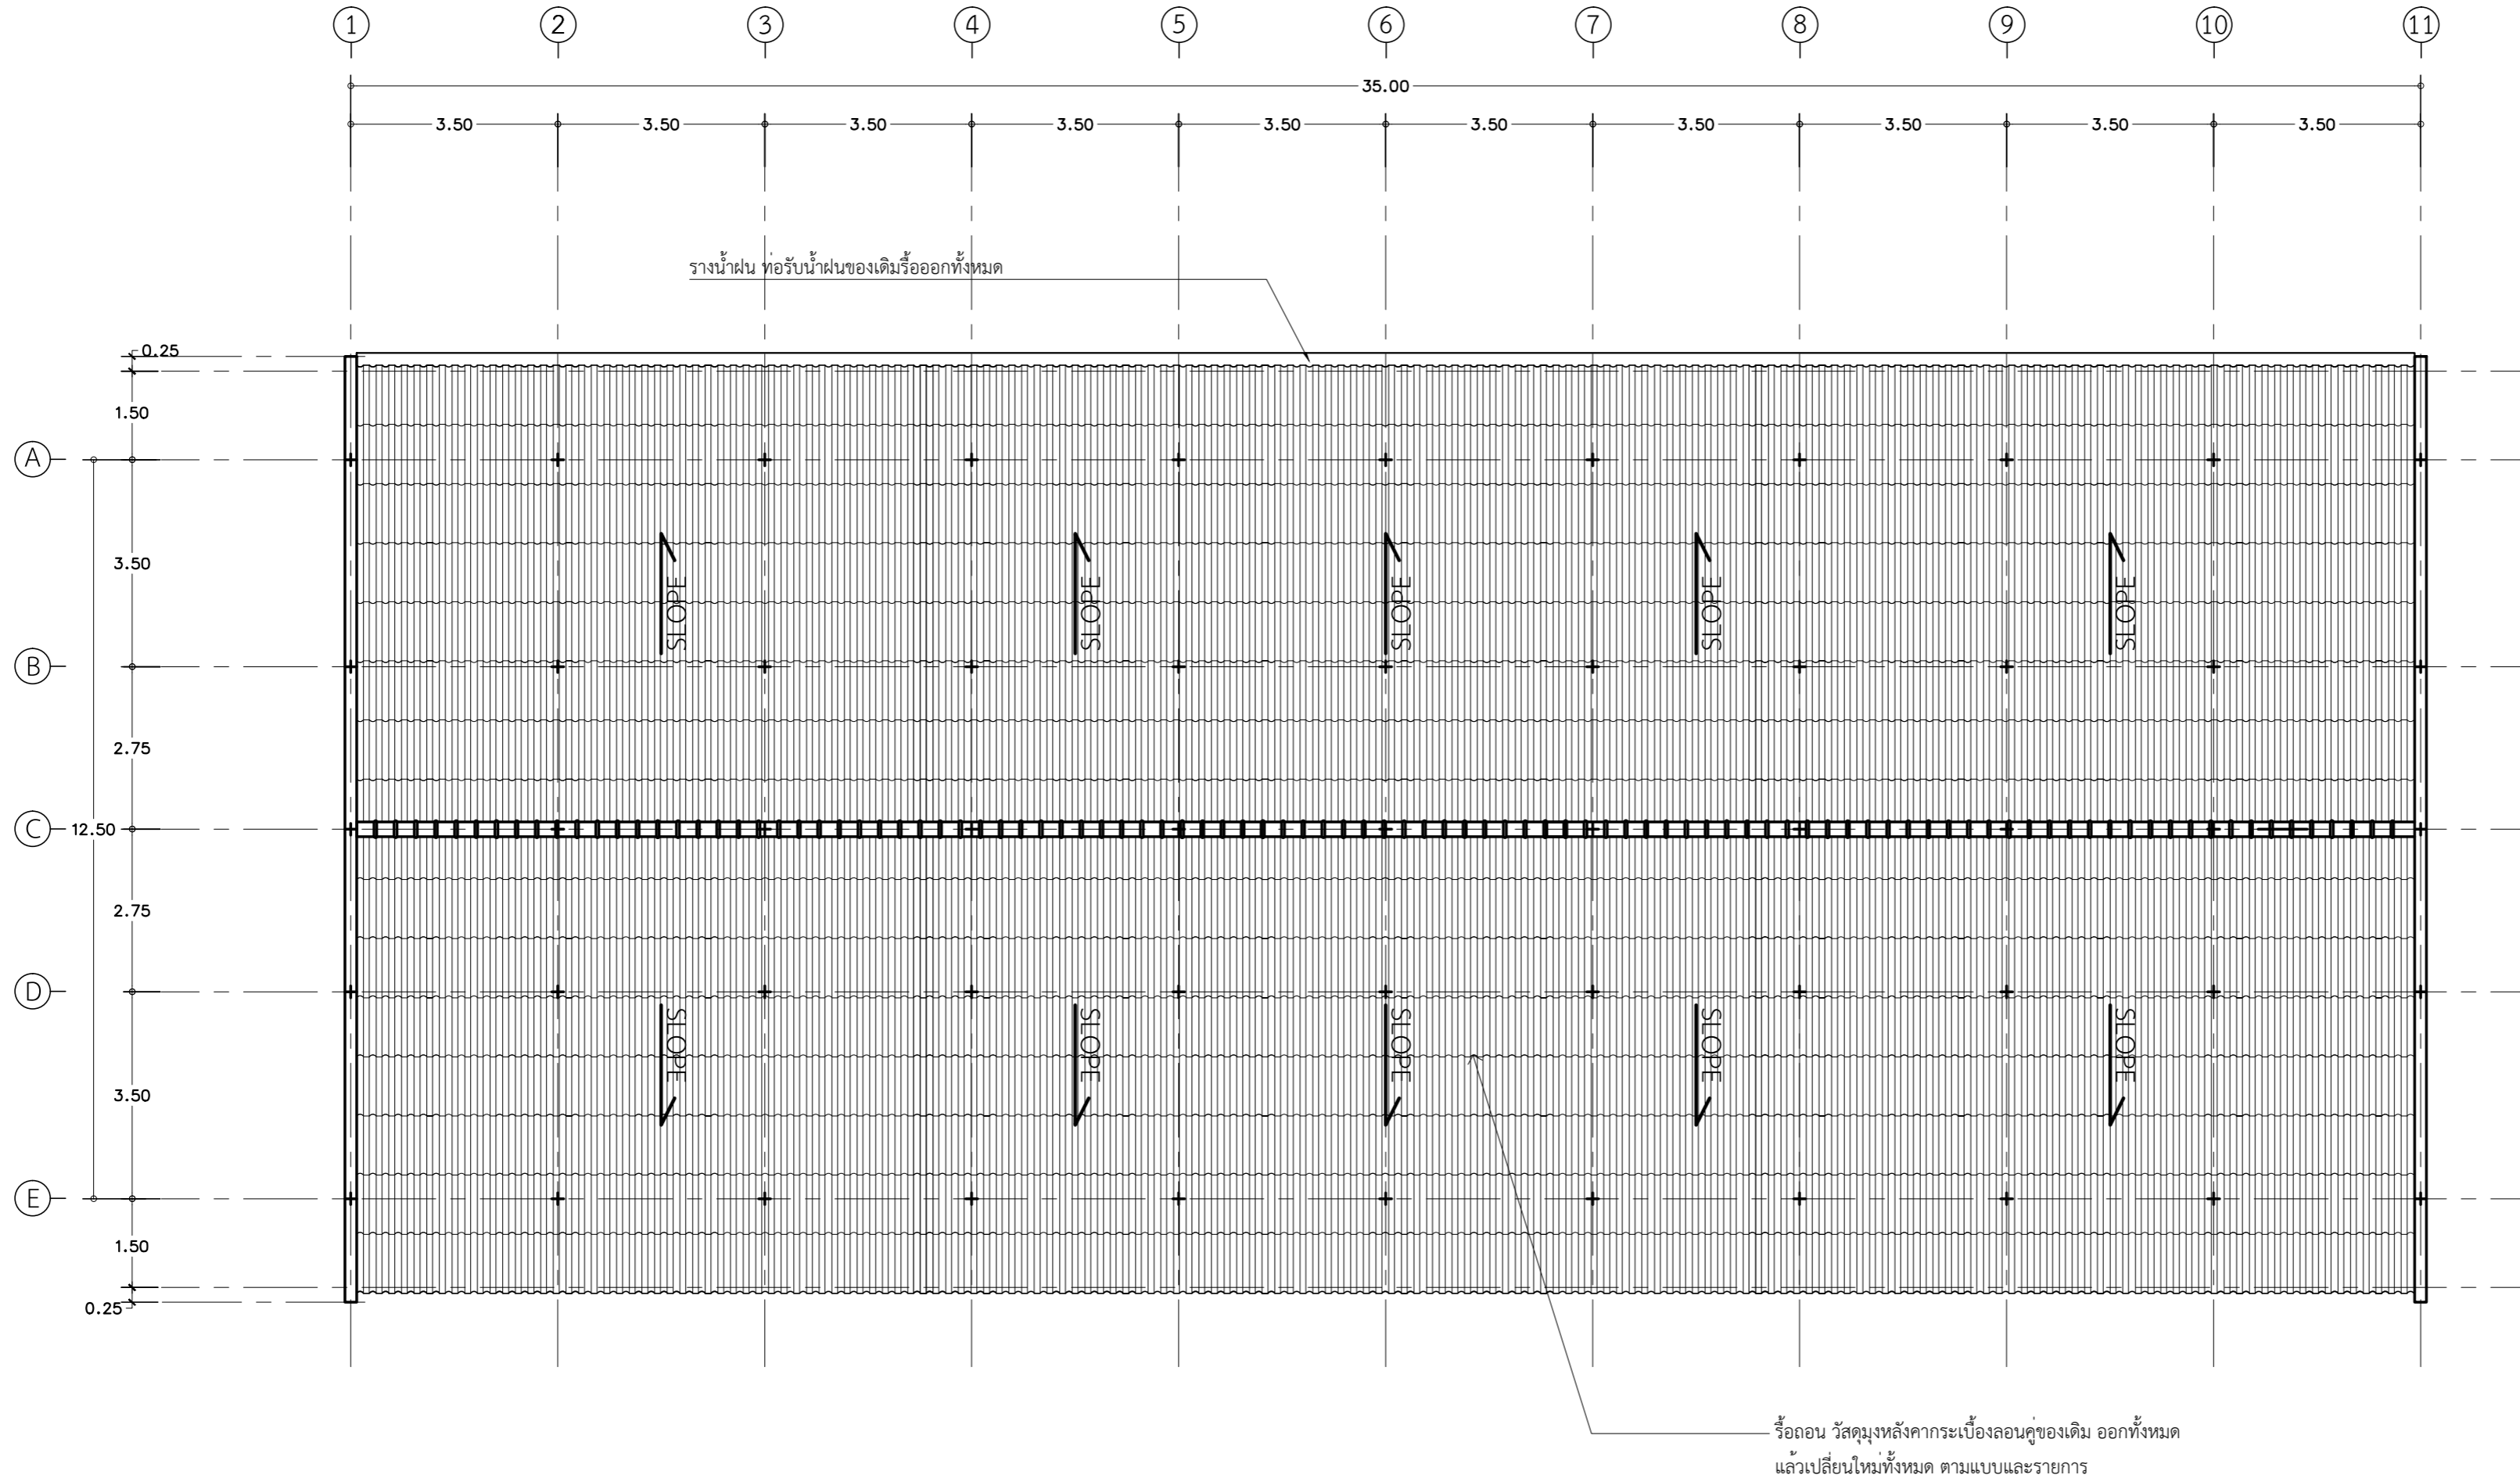 1 2 3 4 5 6 7 8 9 10 11
35.00
3.50 3.50 3.50 3.50 3.50 3.50 3.50 3.50 3.50 3.50
รางน้ำฝน ท่อรับน้ำฝนของเดิมรื้อออกทั้งหมด
0.25
1.50
A
3.50
SLOPE SLOPE SLOPE SLOPE SLOPE
B
2.75
C 12.50
2.75
D
SLOPE SLOPE SLOPE SLOPE SLOPE
3.50
E
1.50
0.25
รื้อถอน วัสดุมุงหลังคากระเบื้องลอนคู่ของเดิม ออกทั้งหมด
แล้วเปลี่ยนใหม่ทั้งหมด ตามแบบและรายการ